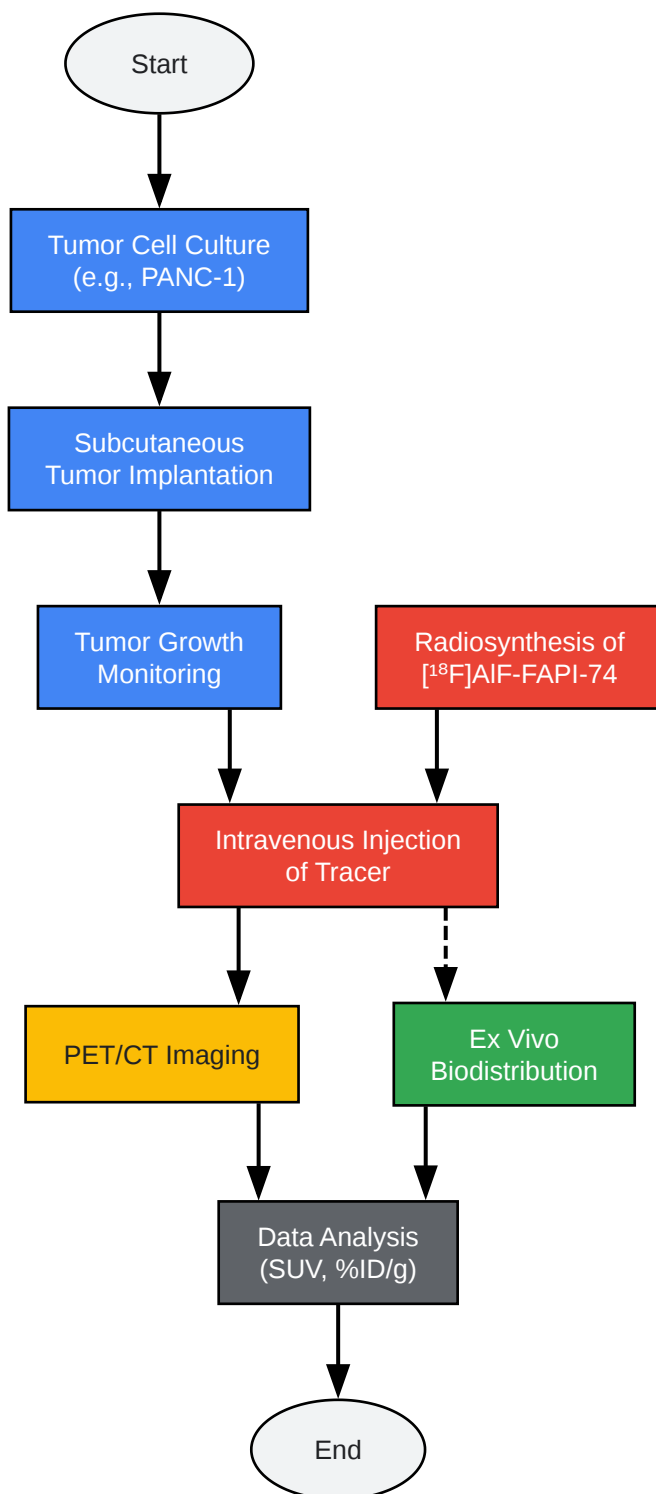 Start
Tumor Cell Culture
(e.g., PANC-1)
Subcutaneous
Tumor Implantation
Tumor Growth
Monitoring
Radiosynthesis of
[¹⁸F]AlF-FAPI-74
Intravenous Injection
of Tracer
PET/CT Imaging
Ex Vivo
Biodistribution
Data Analysis
(SUV, %ID/g)
End